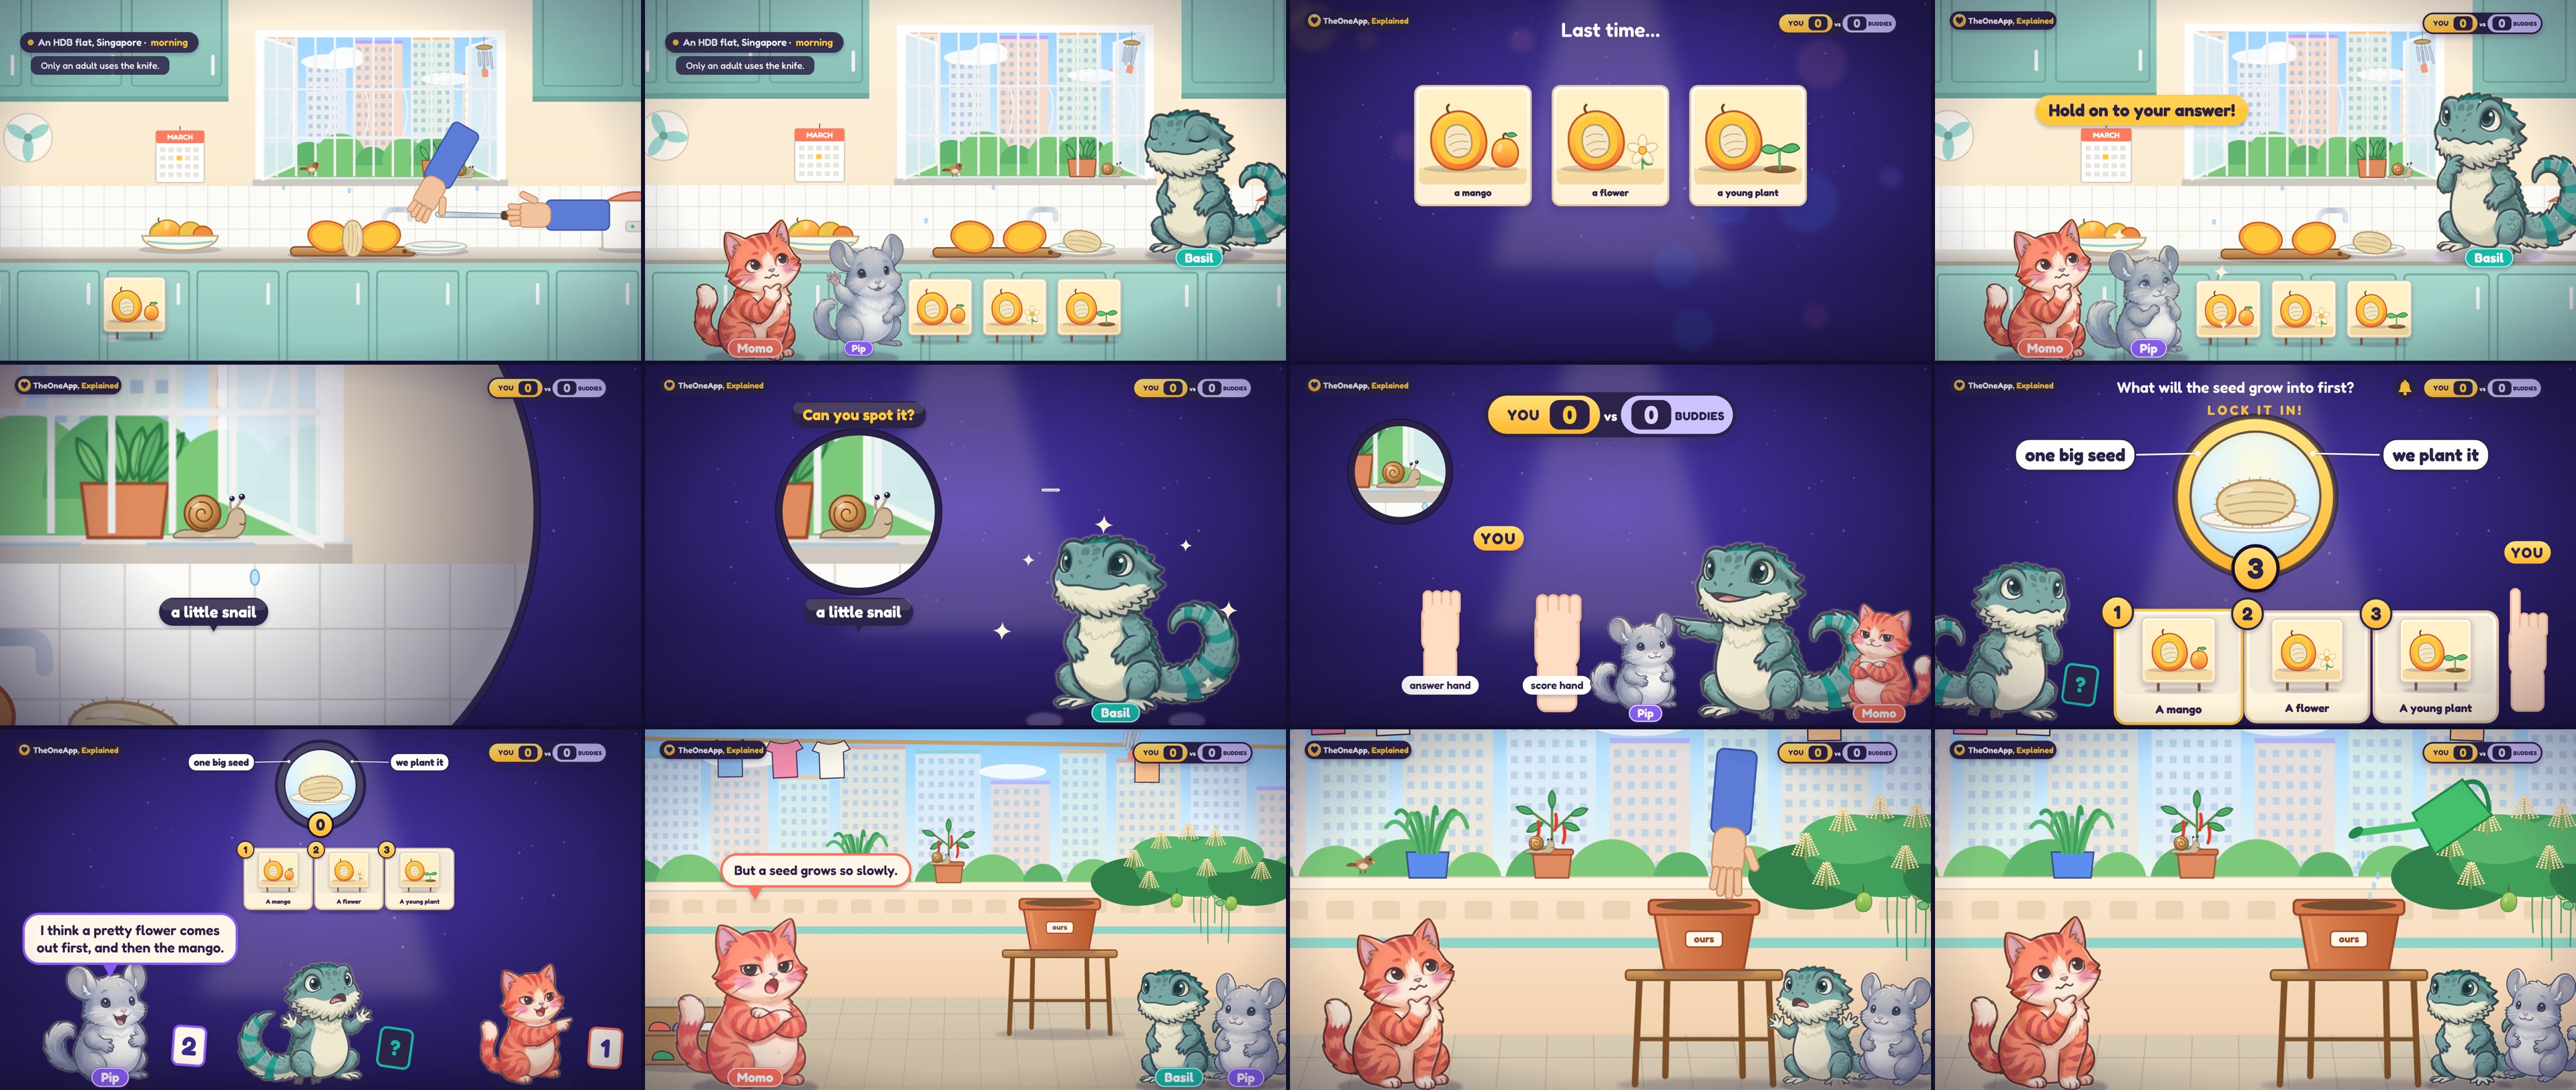 An HDB flat, Singapore · morning
Only an adult uses the knife.
MARCH
An HDB flat, Singapore · morning
Only an adult uses the knife.
MARCH
Momo
Pip
Basil
TheOneApp, Explained
YOU 0 vs 0 BUDDIES
Last time...
a mango
a flower
a young plant
TheOneApp, Explained
YOU 0 vs 0 BUDDIES
Hold on to your answer!
MARCH
Momo
Pip
Basil
TheOneApp, Explained
YOU 0 vs 0 BUDDIES
a little snail
TheOneApp, Explained
YOU 0 vs 0 BUDDIES
Can you spot it?
a little snail
Basil
TheOneApp, Explained
YOU 0 vs 0 BUDDIES
YOU
answer hand
score hand
Pip
Momo
TheOneApp, Explained
What will the seed grow into first?
YOU 0 vs 0 BUDDIES
LOCK IT IN!
one big seed
we plant it
3
YOU
1
2
3
?
A mango
A flower
A young plant
TheOneApp, Explained
YOU 0 vs 0 BUDDIES
one big seed
we plant it
0
1
2
3
A mango
A flower
A young plant
I think a pretty flower comes
out first, and then the mango.
2
?
1
Pip
TheOneApp, Explained
YOU 0 vs 0 BUDDIES
But a seed grows so slowly.
ours
Momo
Basil
Pip
TheOneApp, Explained
YOU 0 vs 0 BUDDIES
ours
TheOneApp, Explained
YOU 0 vs 0 BUDDIES
ours